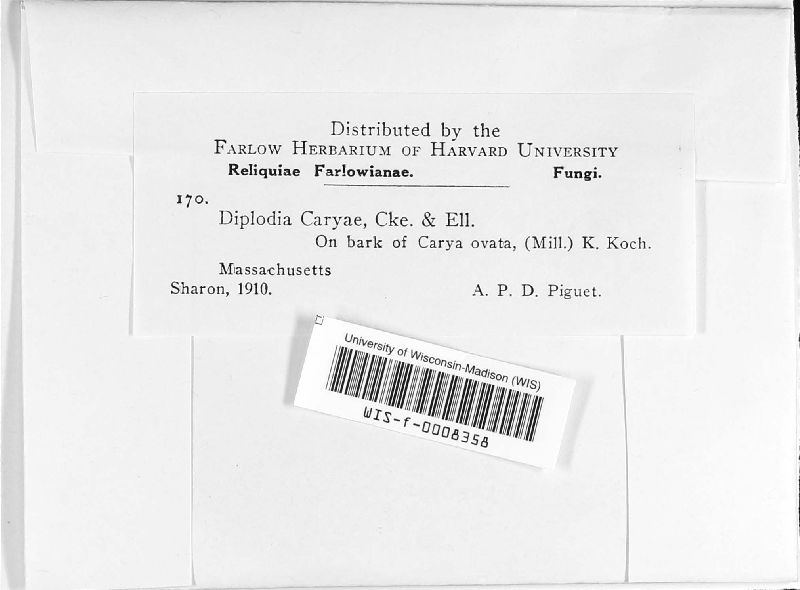 Distributed by the
FARLOW HERBARIUM OF HARVARD UNIVERSITY
Reliquiae Farlowianae. Fungi.
170.
Diplodia Caryae, Cke. & Ell.
On bark of Carya ovata, (Mill.) K. Koch.
Massachusetts
Sharon, 1910. A. P. D. Piguet.
University of Wisconsin-Madison (WIS)
WIS-f-0008358